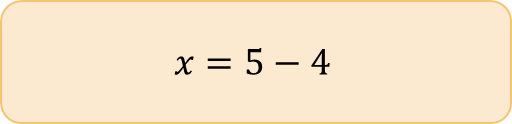 x = 5 − 4